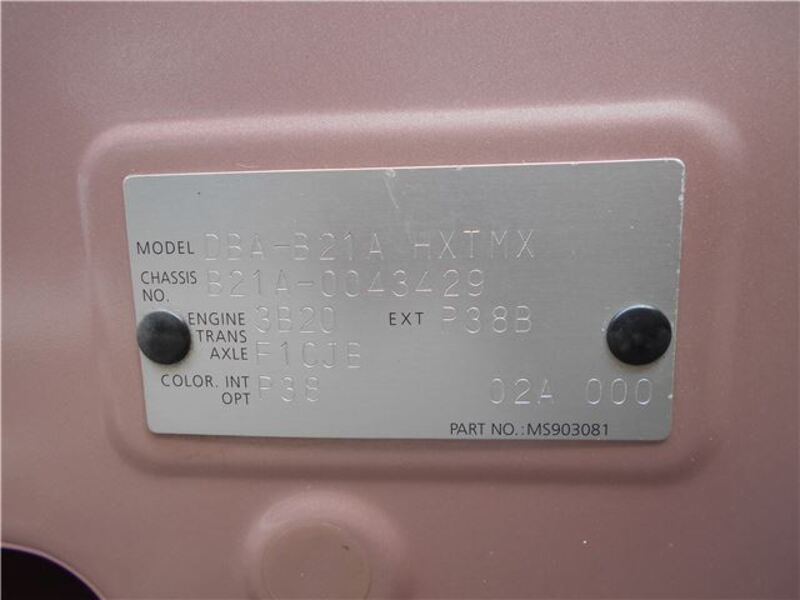 MODEL DBA-B21A HXTMX
CHASSIS NO. B21A-0043429
ENGINE 3B20 EXT P38B
TRANS AXLE F1CJB
COLOR. INT OPT P38 02A 000
PART NO.:MS903081